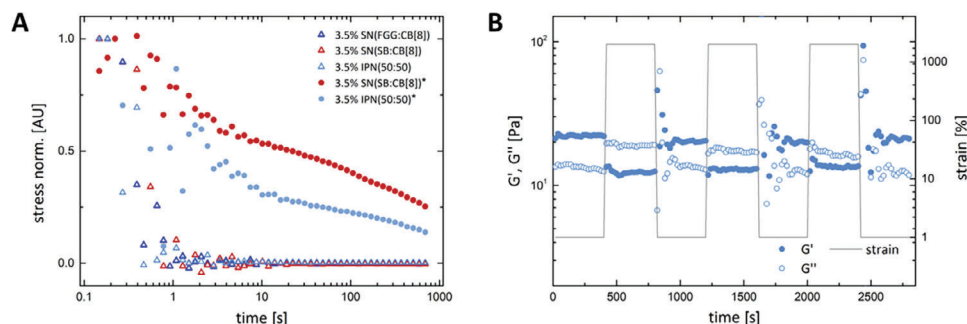 A
stress norm. [AU]
1.0
0.5
0.0
0.1
1
10
100
1000
time [s]
3.5% SN(FGG:CB[8])
3.5% SN(SB:CB[8])
3.5% IPN(50:50)
3.5% SN(SB:CB[8])*
3.5% IPN(50:50)*
B
G', G'' [Pa]
10²
10¹
0
500
1000
1500
2000
2500
time [s]
1000
100
10
1
strain [%]
G' strain
G''